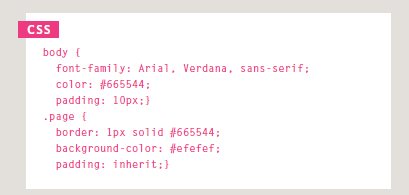 CSS
body {
font-family: Arial, Verdana, sans-serif;
color: #665544;
padding: 10px;}
.page {
border: 1px solid #665544;
background-color: #efefef;
padding: inherit;}